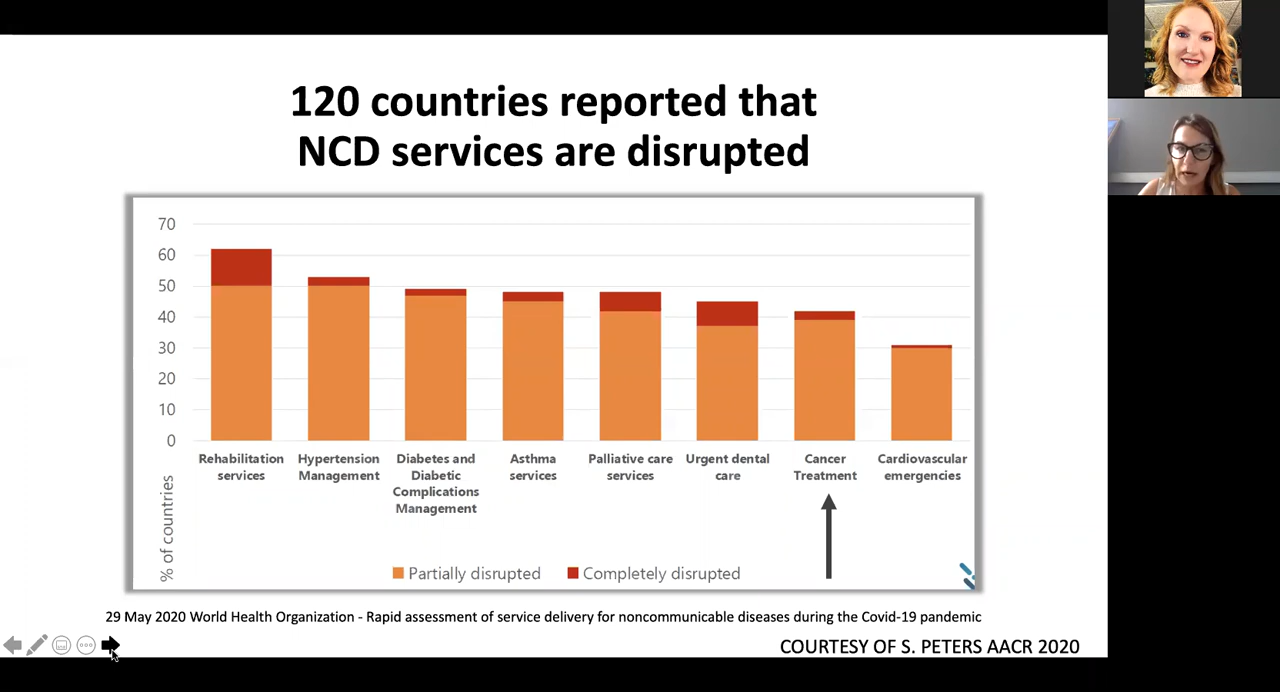 120 countries reported that
NCD services are disrupted
70
60
50
40
30
20
10
0
% of countries
Rehabilitation
services
Hypertension
Management
Diabetes and
Diabetic
Complications
Management
Asthma
services
Palliative care
services
Urgent dental
care
Cancer
Treatment
Cardiovascular
emergencies
Partially disrupted
Completely disrupted
29 May 2020 World Health Organization - Rapid assessment of service delivery for noncommunicable diseases during the Covid-19 pandemic
COURTESY OF S. PETERS AACR 2020